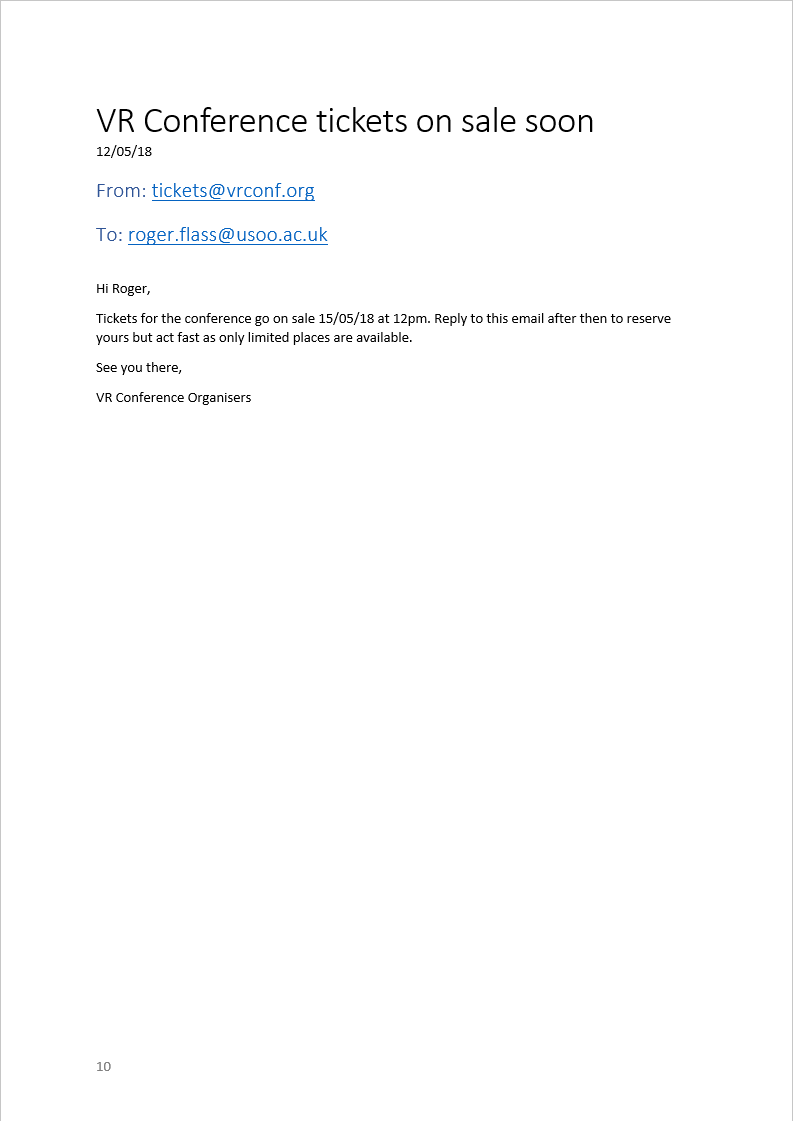 VR Conference tickets on sale soon
12/05/18
From: tickets@vrconf.org
To: roger.flass@usoo.ac.uk
Hi Roger,
Tickets for the conference go on sale 15/05/18 at 12pm. Reply to this email after then to reserve
yours but act fast as only limited places are available.
See you there,
VR Conference Organisers
10